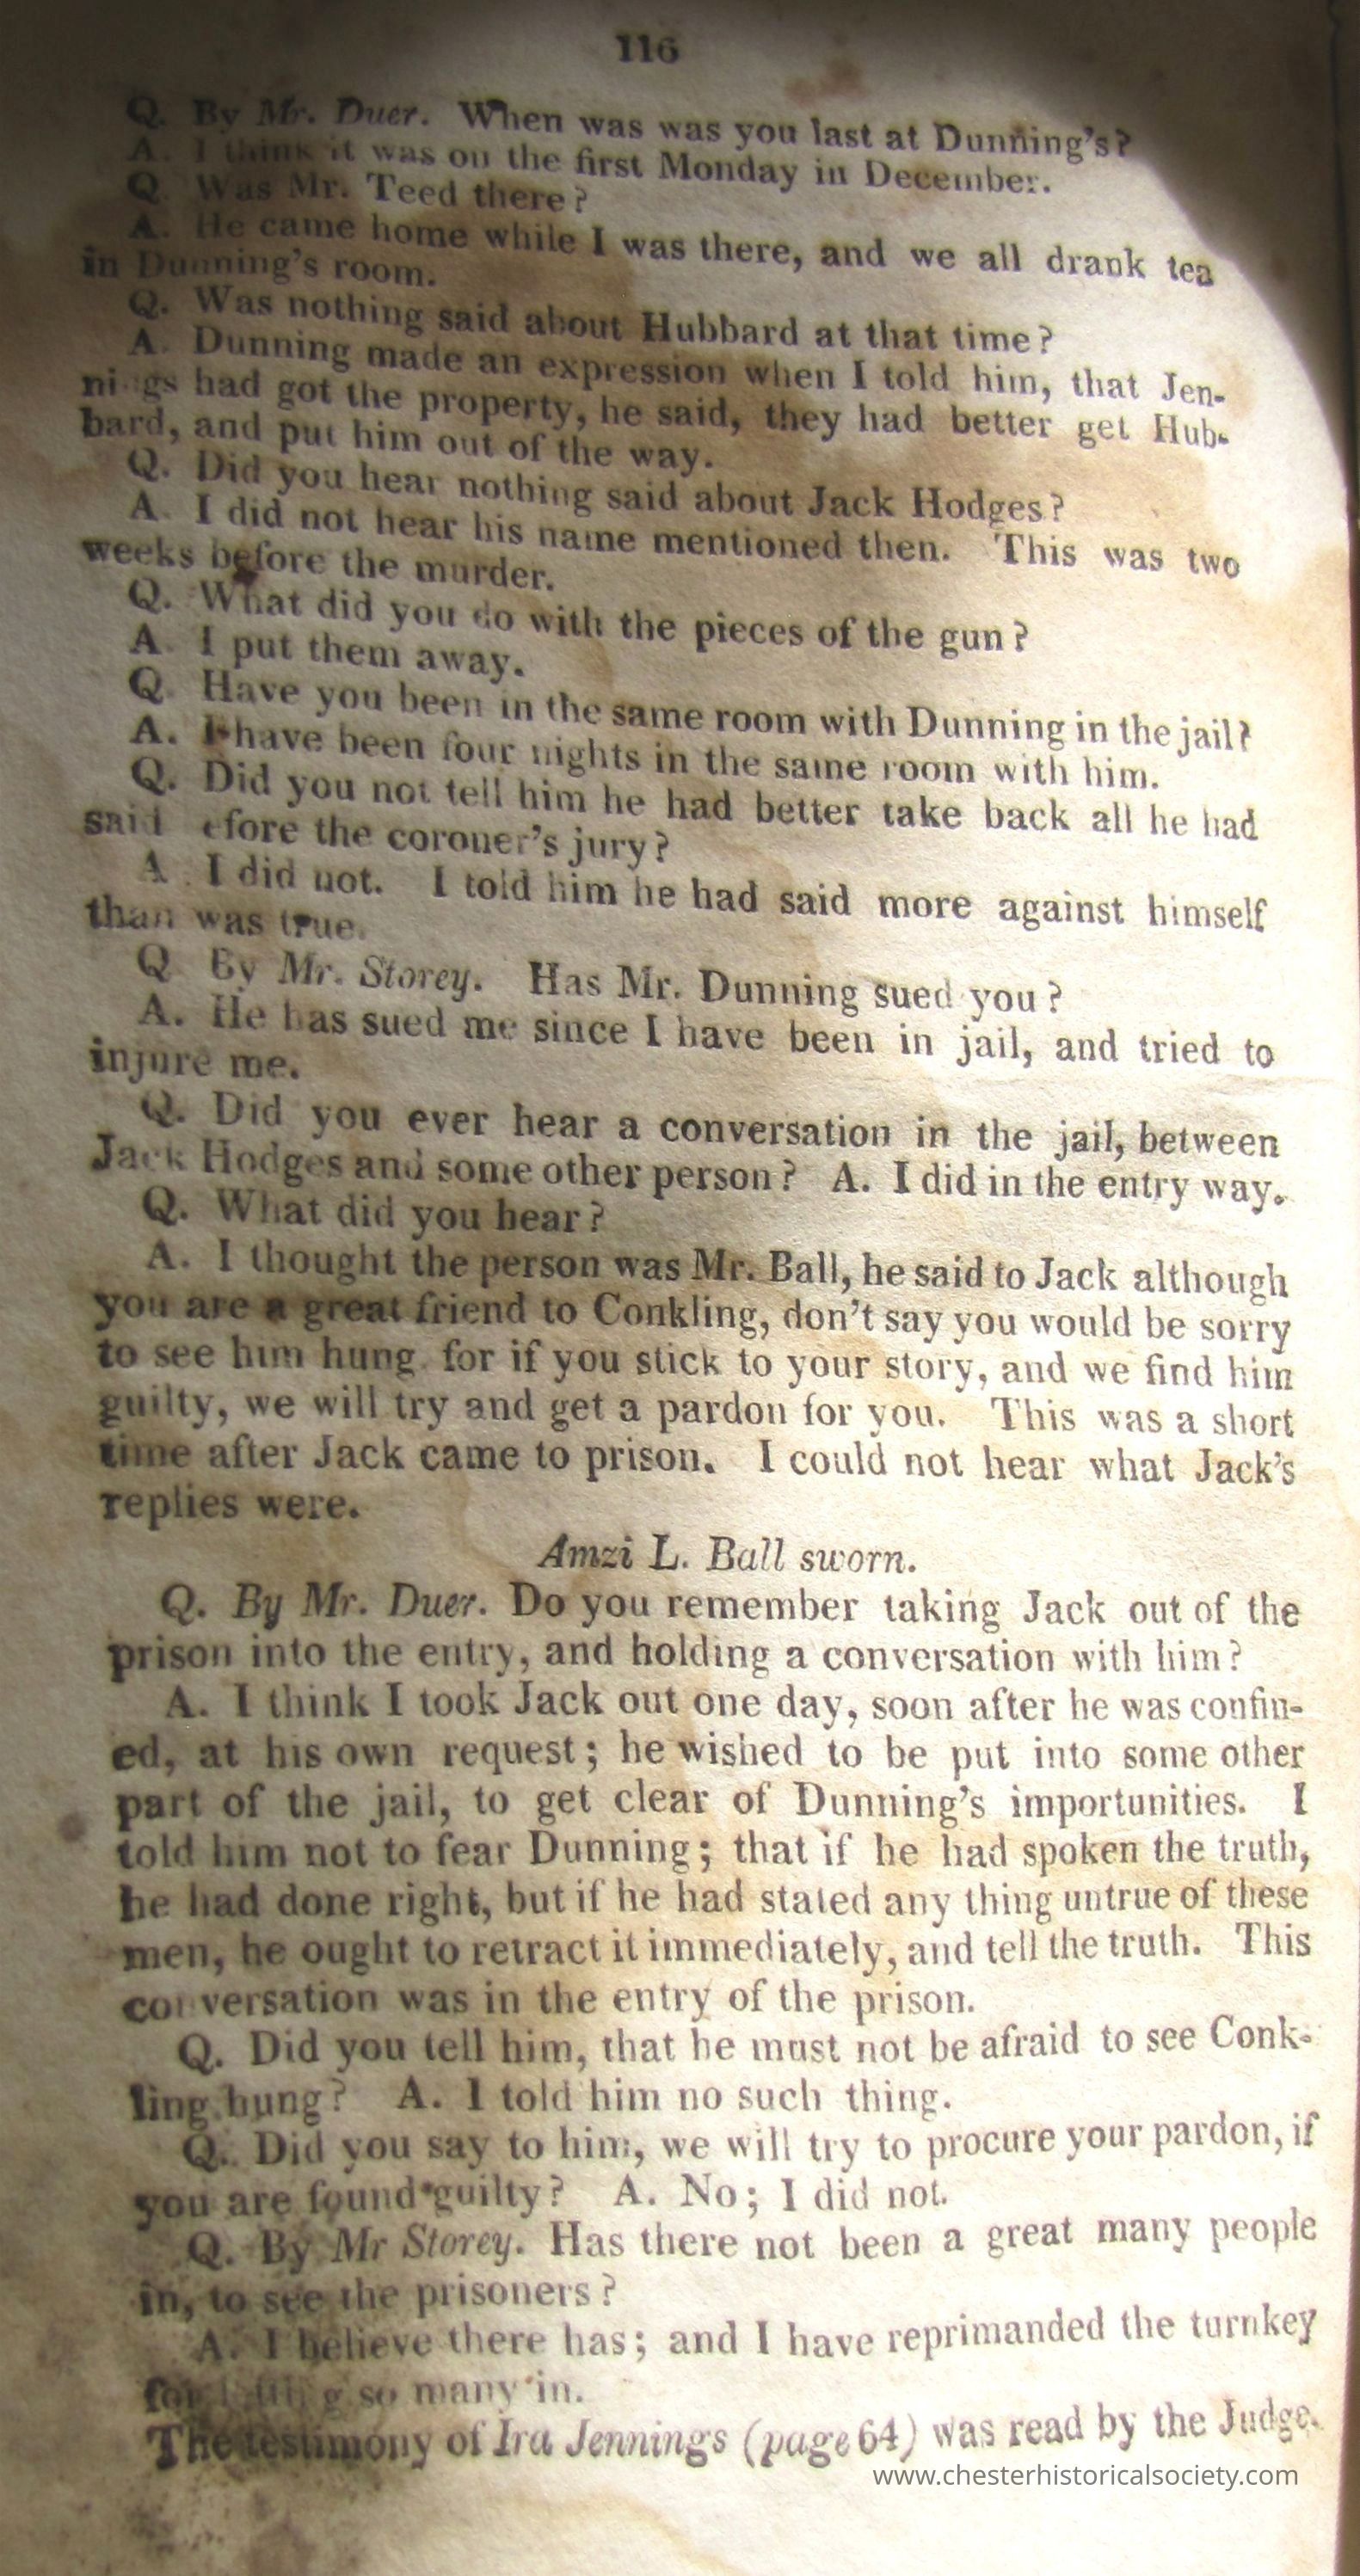 116
Q. By Mr. Duer. When was was you last at Dunning's?
A. I think it was on the first Monday in December.
Q. Was Mr. Teed there?
A. He came home while I was there, and we all drank tea
in Dunning's room.
Q. Was nothing said about Hubbard at that time?
A. Dunning made an expression when I told him, that Jen-
nings had got the property, he said, they had better get Hub-
bard, and put him out of the way.
Q. Did you hear nothing said about Jack Hodges?
A. I did not hear his name mentioned then. This was two
weeks before the murder.
Q. What did you do with the pieces of the gun?
A. I put them away.
Q. Have you been in the same room with Dunning in the jail?
A. I have been four nights in the same room with him.
Q. Did you not tell him he had better take back all he had
said before the coroner's jury?
A. I did not. I told him he had said more against himself
than was true.
Q By Mr. Storey. Has Mr. Dunning sued you?
A. He has sued me since I have been in jail, and tried to
injure me.
Q. Did you ever hear a conversation in the jail, between
Jack Hodges and some other person? A. I did in the entry way.
Q. What did you hear?
A. I thought the person was Mr. Ball, he said to Jack although
you are a great friend to Conkling, don't say you would be sorry
to see him hung, for if you stick to your story, and we find him
guilty, we will try and get a pardon for you. This was a short
time after Jack came to prison. I could not hear what Jack's
replies were.
Amzi L. Ball sworn.
Q. By Mr. Duer. Do you remember taking Jack out of the
prison into the entry, and holding a conversation with him?
A. I think I took Jack out one day, soon after he was confin-
ed, at his own request; he wished to be put into some other
part of the jail, to get clear of Dunning's importunities. I
told him not to fear Dunning; that if he had spoken the truth,
he had done right, but if he had stated any thing untrue of these
men, he ought to retract it immediately, and tell the truth. This
conversation was in the entry of the prison.
Q. Did you tell him, that he must not be afraid to see Conk-
ling hung? A. I told him no such thing.
Q. Did you say to him, we will try to procure your pardon, if
you are found guilty? A. No; I did not.
Q. By Mr Storey. Has there not been a great many people
in, to see the prisoners?
A. I believe there has; and I have reprimanded the turnkey
for letting so many in.
The testimony of Ira Jennings (page 64) was read by the Judge.
www.chesterhistoricalsociety.com